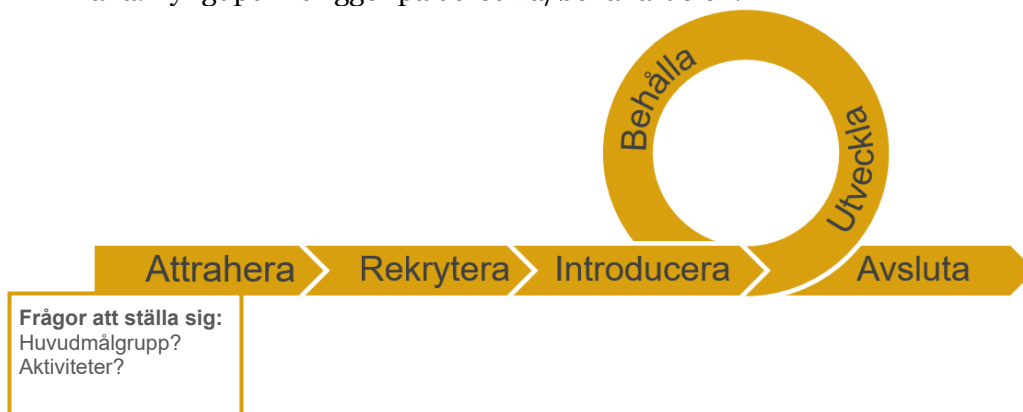 Behålla
Utveckla
Attrahera
Rekrytera
Introducera
Avsluta
Frågor att ställa sig:
Huvudmålgrupp?
Aktiviteter?